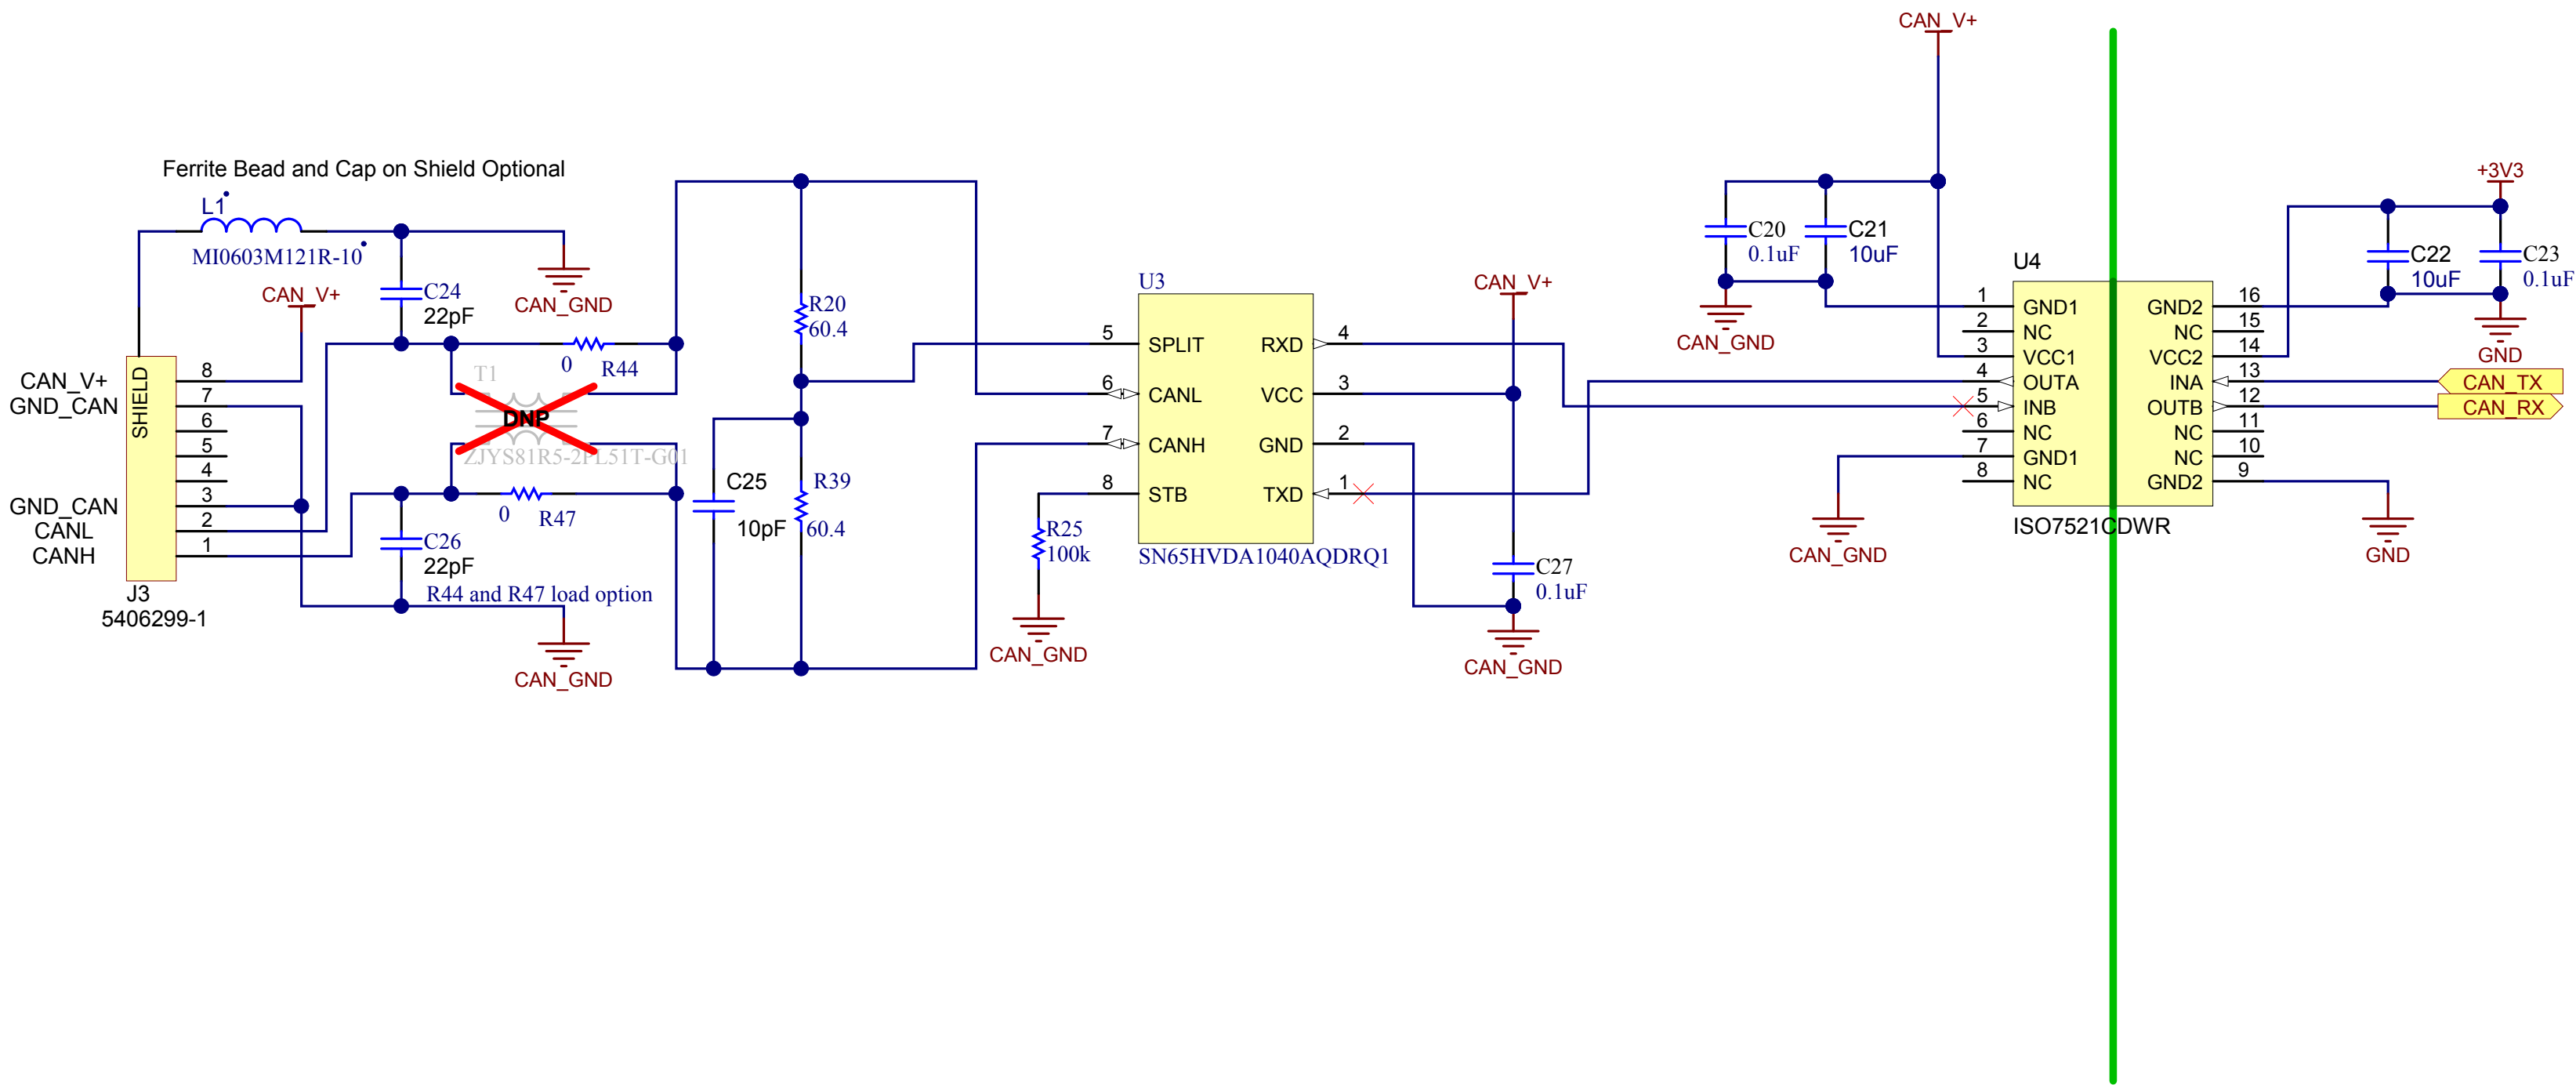 CAN_V+
Ferrite Bead and Cap on Shield Optional
L1
MI0603M121R-10
CAN_GND
C24
22pF
CAN_V+
SHIELD
CAN_V+
GND_CAN
GND_CAN
CANL
CANH
8
7
6
5
4
3
2
1
J3
5406299-1
T1
DNP
ZJYS81R5-2PL51T-G01
0
R44
0
R47
C26
22pF
R44 and R47 load option
CAN_GND
R20
60.4
C25
10pF
R39
60.4
U3
5
SPLIT
6
CANL
7
CANH
8
STB
RXD
4
VCC
3
GND
2
TXD
1
SN65HVDA1040AQDRQ1
R25
100k
CAN_GND
CAN_V+
C27
0.1uF
CAN_GND
C20
0.1uF
C21
10uF
CAN_GND
CAN_GND
U4
1
GND1
2
NC
3
VCC1
4
OUTA
5
INB
6
NC
7
GND1
8
NC
GND2
16
NC
15
VCC2
14
INA
13
OUTB
12
NC
11
NC
10
GND2
9
ISO7521CDWR
+3V3
C22
10uF
C23
0.1uF
GND
CAN_TX
CAN_RX
GND